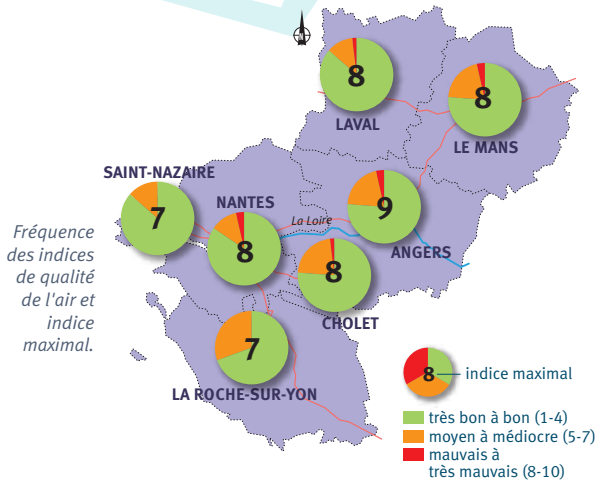 8
LAVAL
8
LE MANS
SAINT-NAZAIRE
7
NANTES
8
La Loire
9
ANGERS
8
CHOLET
Fréquence
des indices
de qualité
de l'air et
indice
maximal.
7
LA ROCHE-SUR-YON
8 indice maximal
très bon à bon (1-4)
moyen à médiocre (5-7)
mauvais à
très mauvais (8-10)